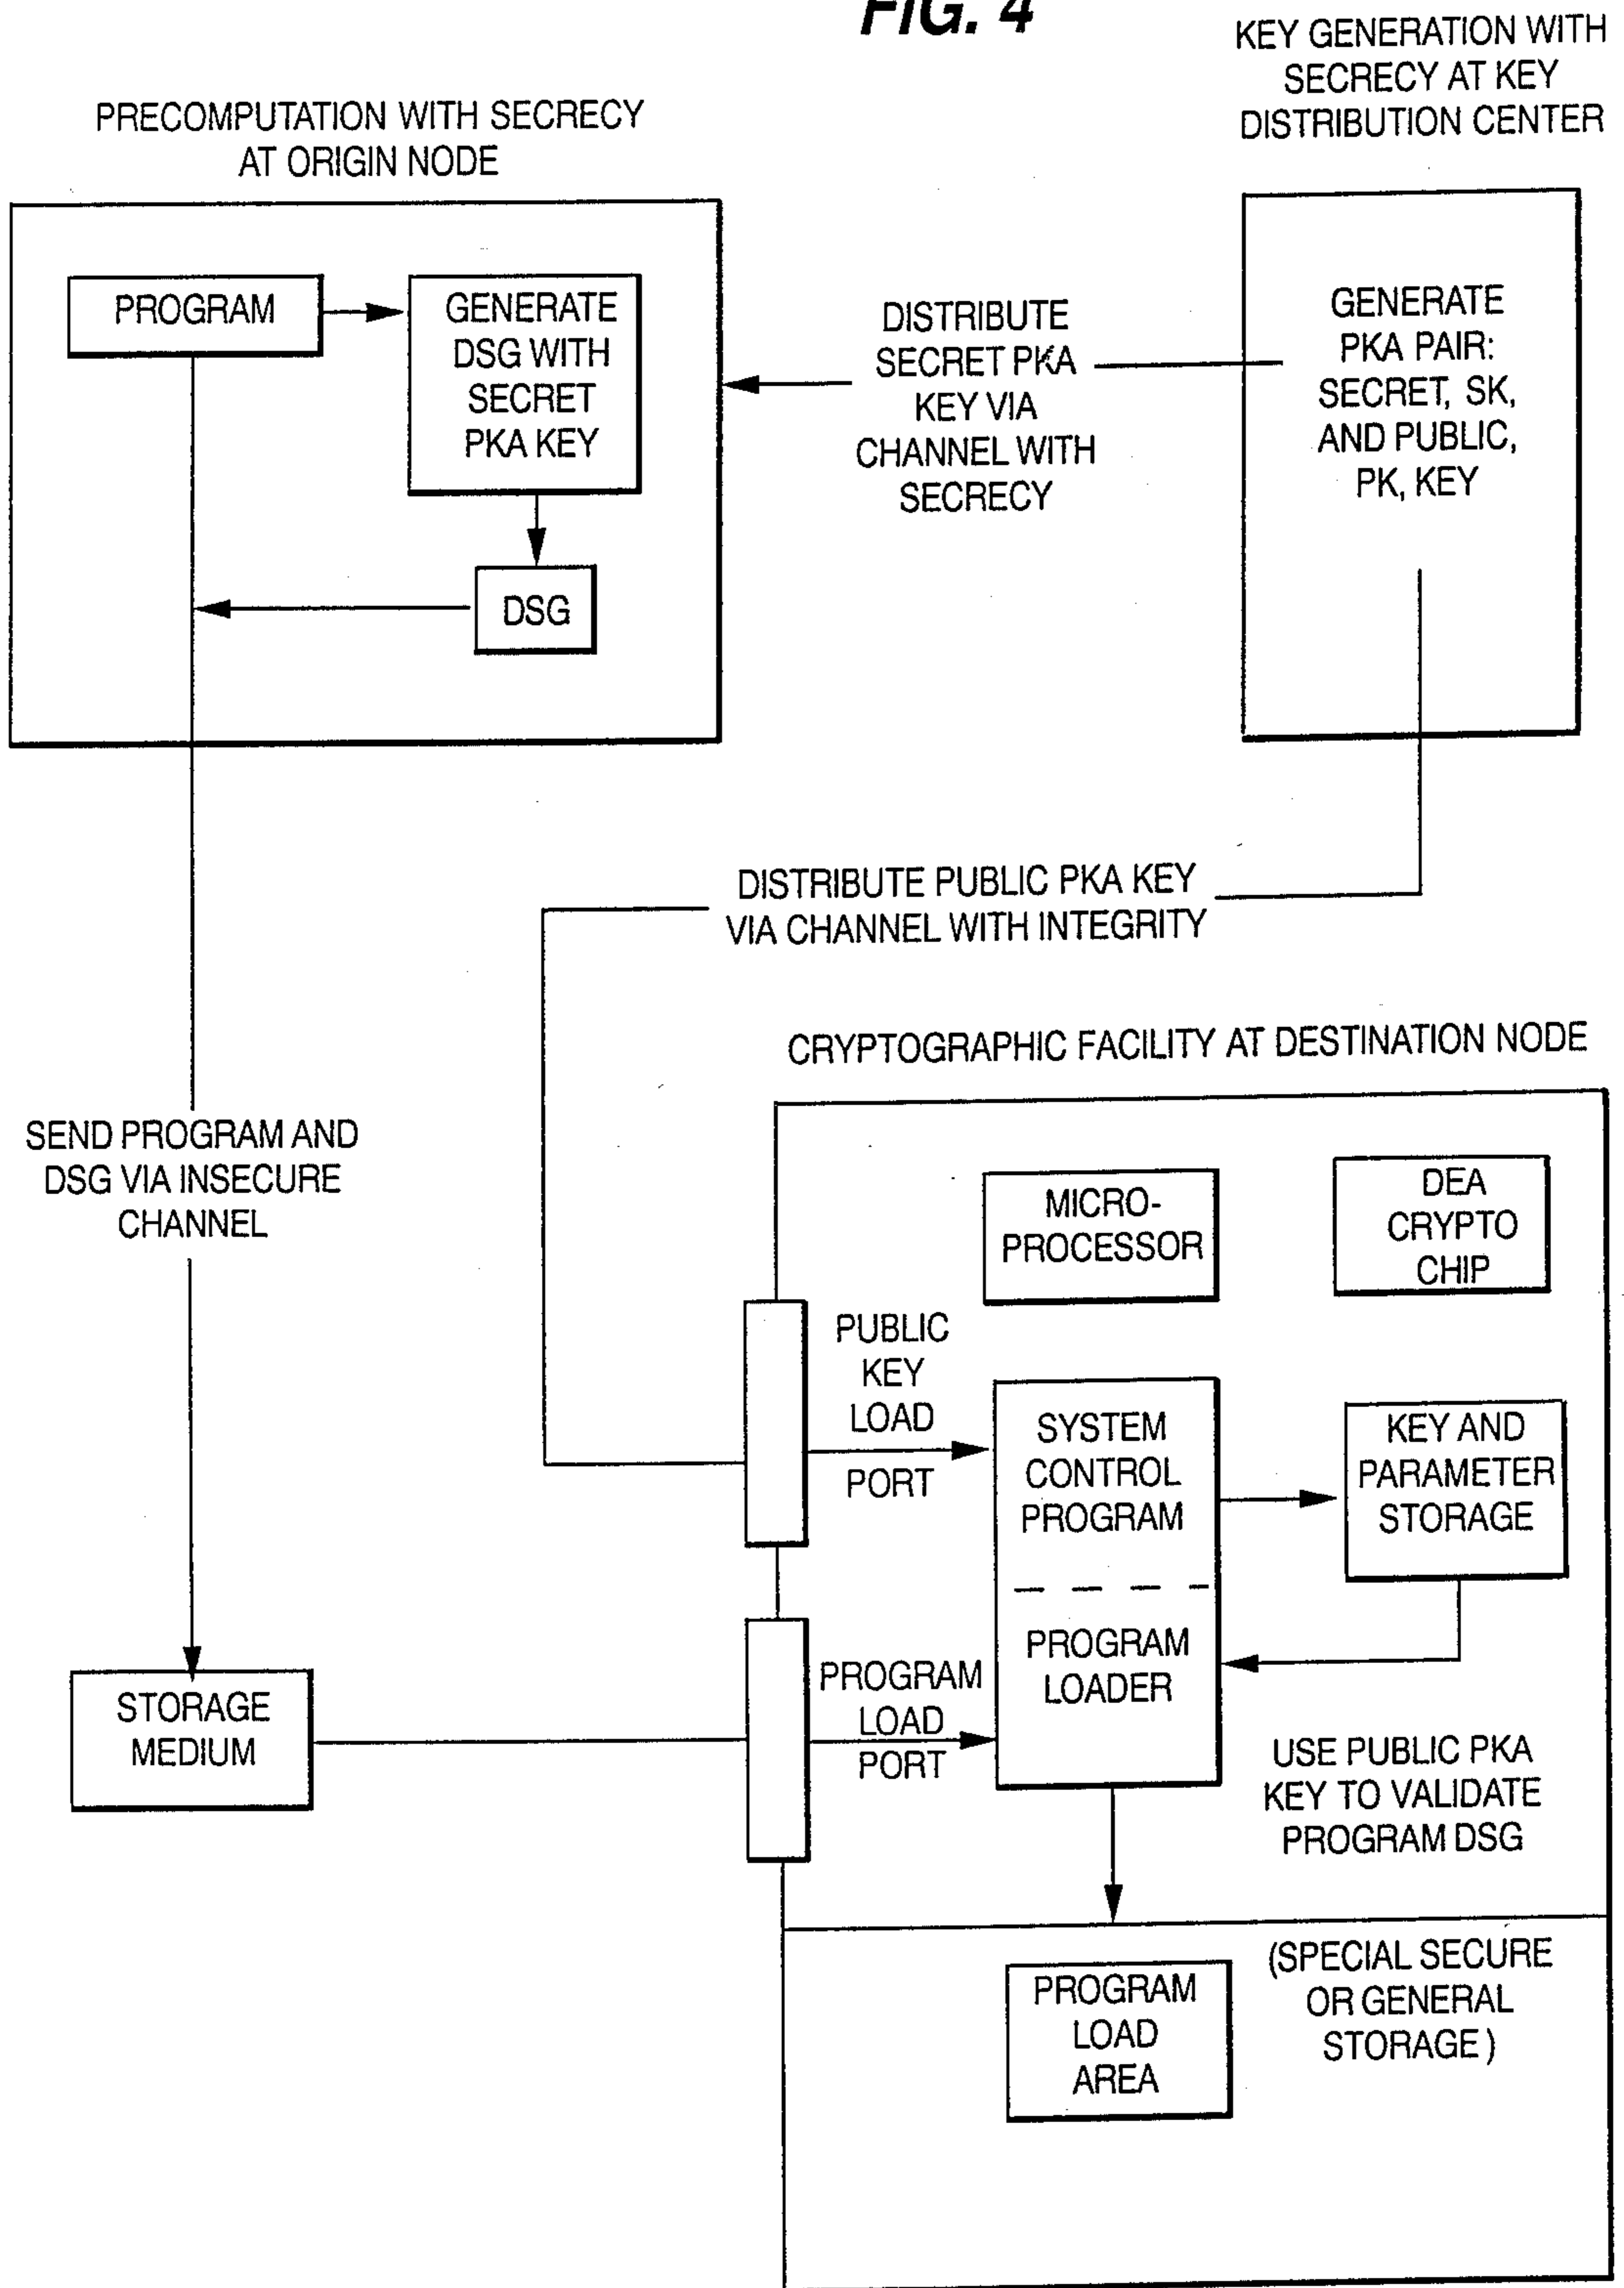 FIG. 4
KEY GENERATION WITH
SECRECY AT KEY
DISTRIBUTION CENTER
PRECOMPUTATION WITH SECRECY
AT ORIGIN NODE
PROGRAM
GENERATE
DSG WITH
SECRET
PKA KEY
DSG
DISTRIBUTE
SECRET PKA
KEY VIA
CHANNEL WITH
SECRECY
GENERATE
PKA PAIR:
SECRET, SK,
AND PUBLIC,
PK, KEY
DISTRIBUTE PUBLIC PKA KEY
VIA CHANNEL WITH INTEGRITY
CRYPTOGRAPHIC FACILITY AT DESTINATION NODE
SEND PROGRAM AND
DSG VIA INSECURE
CHANNEL
MICRO-
PROCESSOR
DEA
CRYPTO
CHIP
PUBLIC
KEY
LOAD
PORT
SYSTEM
CONTROL
PROGRAM
KEY AND
PARAMETER
STORAGE
PROGRAM
LOADER
STORAGE
MEDIUM
PROGRAM
LOAD
PORT
USE PUBLIC PKA
KEY TO VALIDATE
PROGRAM DSG
PROGRAM
LOAD
AREA
(SPECIAL SECURE
OR GENERAL
STORAGE)